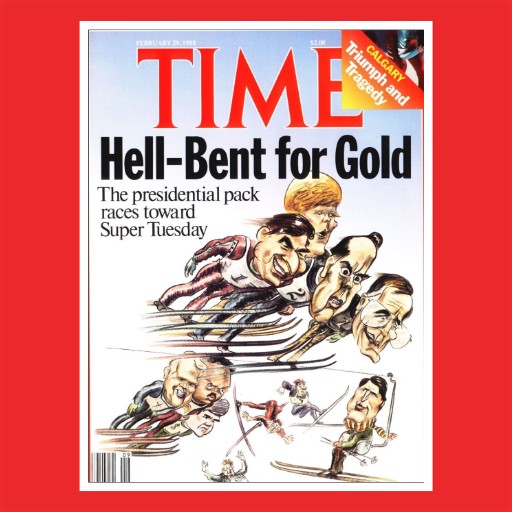 FEBRUARY 29, 1988 $2.00
TIME
CALGARY
Triumph and
Tragedy
Hell-Bent for Gold
The presidential pack
races toward
Super Tuesday
09